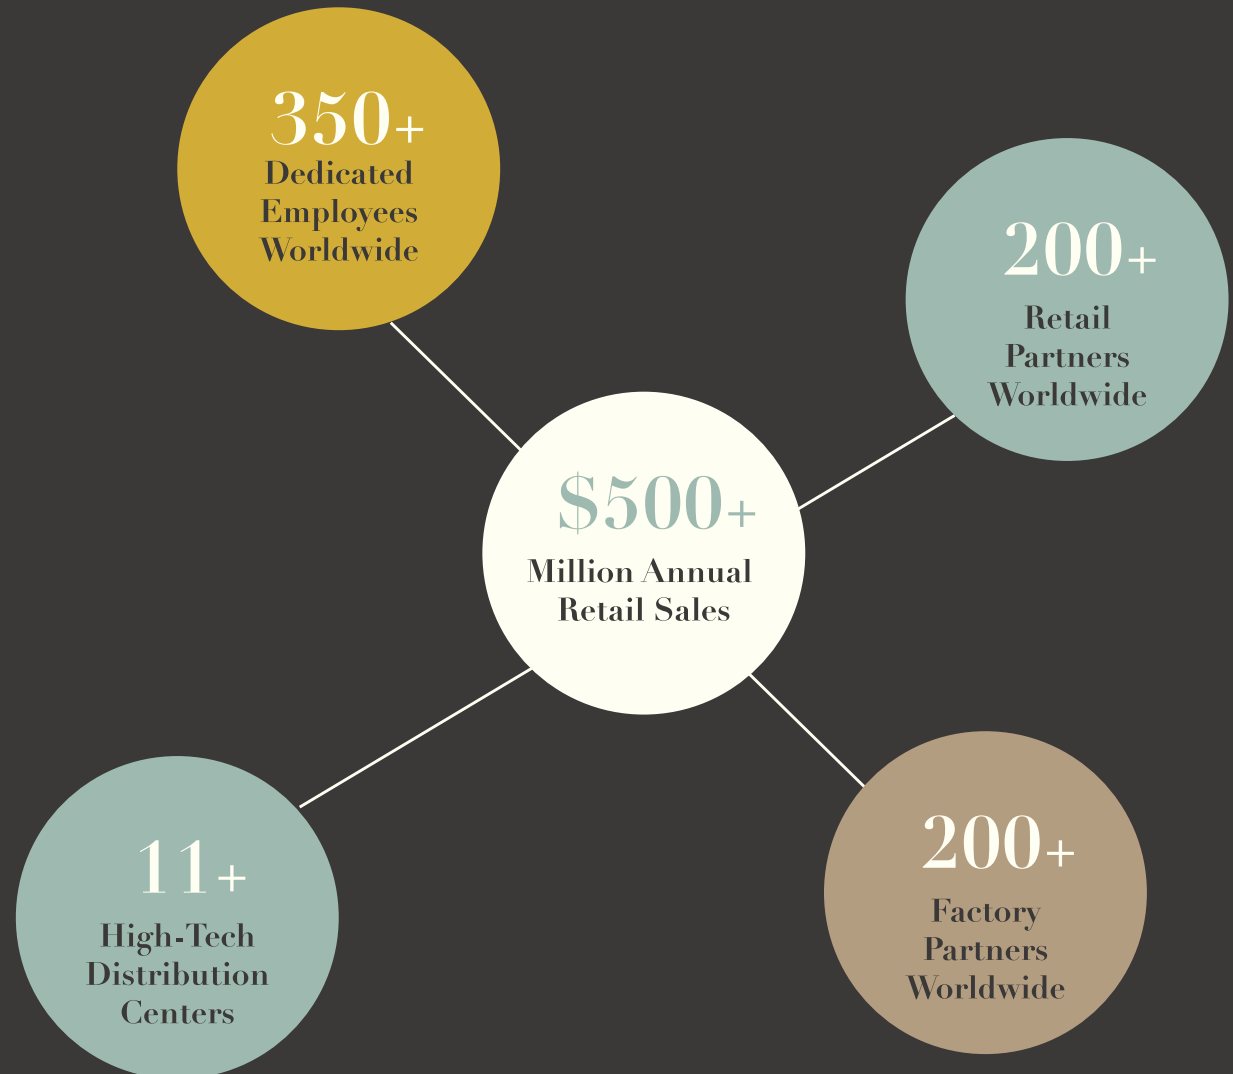 350+
Dedicated
Employees
Worldwide
200+
Retail
Partners
Worldwide
$500+
Million Annual
Retail Sales
11+
High-Tech
Distribution
Centers
200+
Factory
Partners
Worldwide